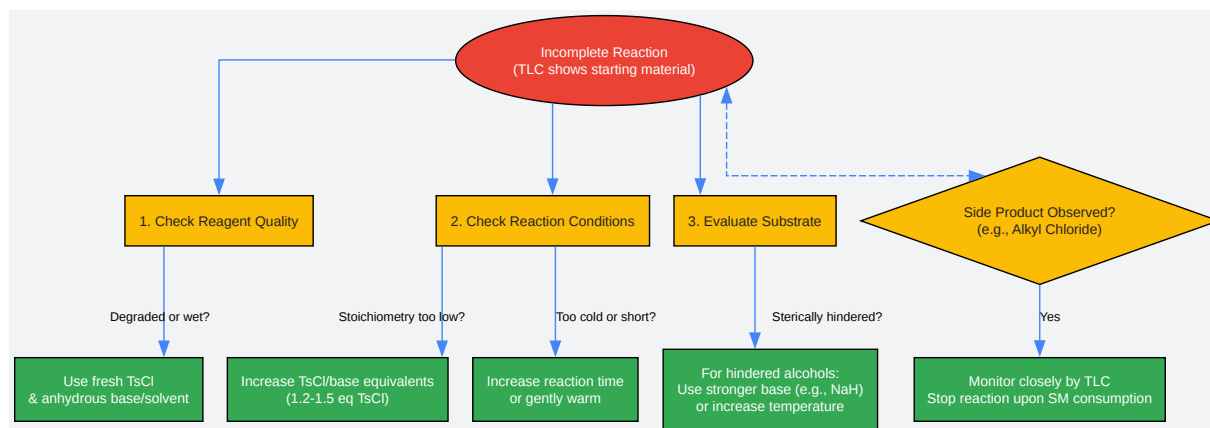 Incomplete Reaction
(TLC shows starting material)
1. Check Reagent Quality
2. Check Reaction Conditions
3. Evaluate Substrate
Side Product Observed?
(e.g., Alkyl Chloride)
Degraded or wet?
Stoichiometry too low?
Too cold or short?
Sterically hindered?
Yes
Use fresh TsCl
& anhydrous base/solvent
Increase TsCl/base equivalents
(1.2-1.5 eq TsCl)
Increase reaction time
or gently warm
For hindered alcohols:
Use stronger base (e.g., NaH)
or increase temperature
Monitor closely by TLC
Stop reaction upon SM consumption